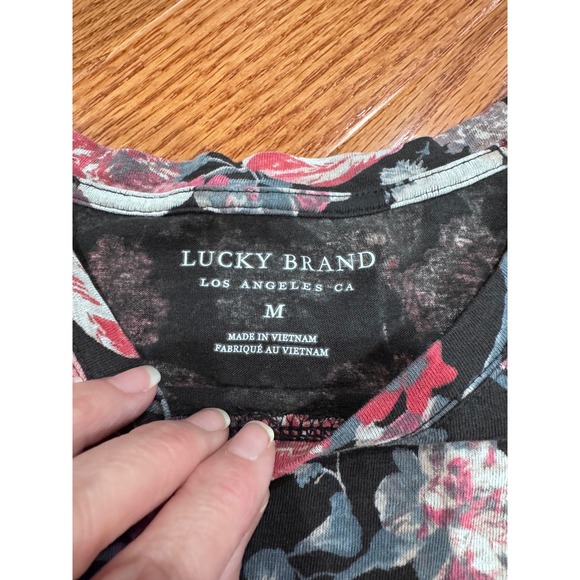 LUCKY BRAND
LOS ANGELES CA
M
MADE IN VIETNAM
FABRIQUÉ AU VIETNAM